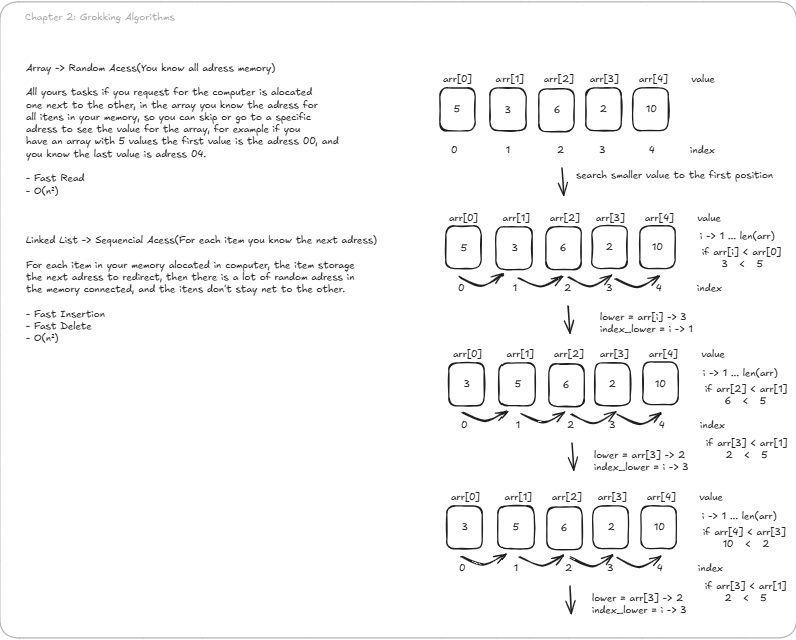 Chapter 2: Grokking Algorithms
Array -> Random Acess(You know all adress memory)
All yours tasks if you request for the computer is alocated
one next to the other, in the array you know the adress for
all itens in your memory, so you can skip or go to a specific
adress to see the value for the array, for example if you
have an array with 5 values the first value is the adress 00, and
you know the last value is adress 04.
- Fast Read
- O(n²)
Linked List -> Sequencial Acess(For each item you know the next adress)
For each item in your memory alocated in computer, the item storage
the next adress to redirect, then there is a lot of random adress in
the memory connected, and the itens don't stay net to the other.
- Fast Insertion
- Fast Delete
- O(n²)
arr[0] arr[1] arr[2] arr[3] arr[4] value
5 3 6 2 10
0 1 2 3 4 index
search smaller value to the first position
arr[0] arr[1] arr[2] arr[3] arr[4] value
i -> 1 ... len(arr)
5 3 6 2 10 if arr[i] < arr[0]
3 < 5
0 1 2 3 4 index
lower = arr[i] -> 3
index_lower = i -> 1
arr[0] arr[1] arr[2] arr[3] arr[4] value
i -> 1 ... len(arr)
3 5 6 2 10 if arr[2] < arr[1]
6 < 5
0 1 2 3 4 index
if arr[3] < arr[1]
2 < 5
lower = arr[3] -> 2
index_lower = i -> 3
arr[0] arr[1] arr[2] arr[3] arr[4] value
i -> 1 ... len(arr)
3 5 6 2 10 if arr[4] < arr[3]
10 < 2
0 1 2 3 4 index
if arr[3] < arr[1]
2 < 5
lower = arr[3] -> 2
index_lower = i -> 3